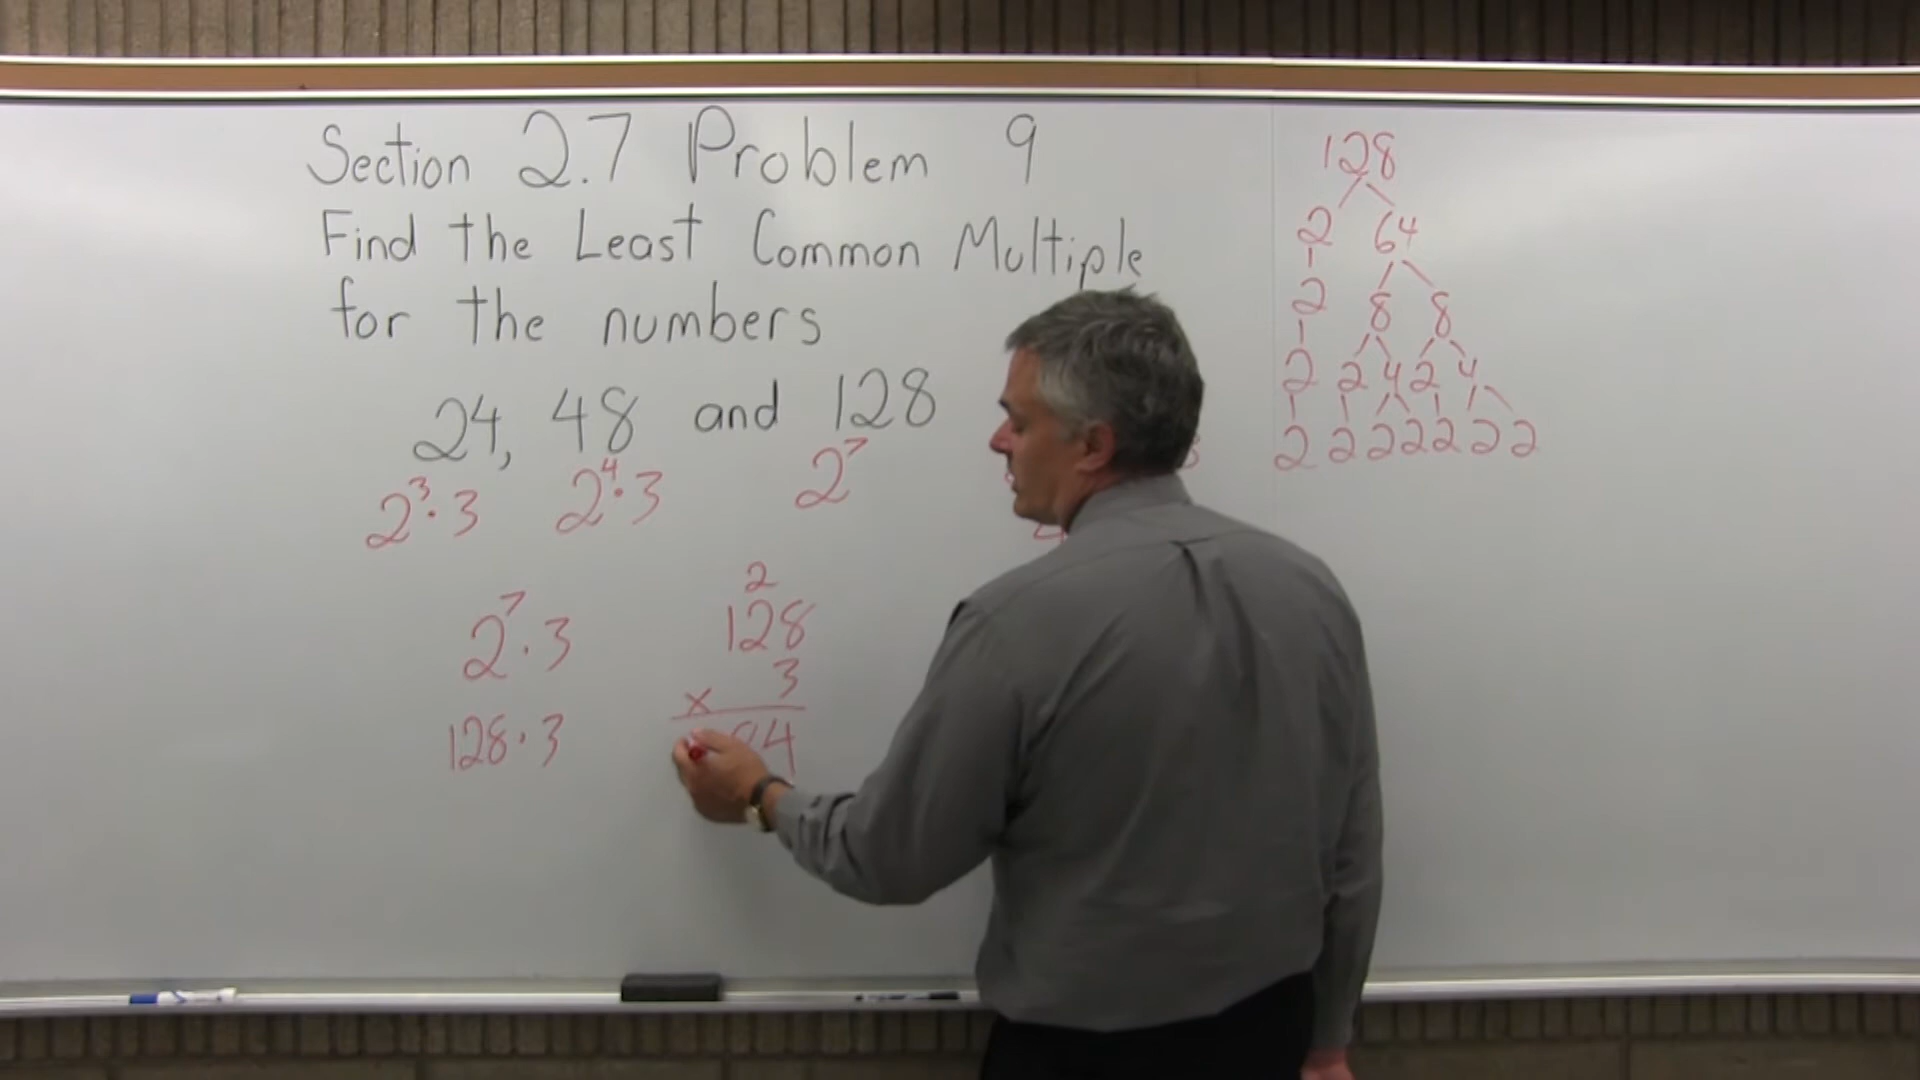 Section 2.7 Problem 9
Find the Least Common Multiple
for the numbers
24, 48 and 128
2³·3 2⁴·3 2⁷
2⁷·3
128·3
2
128
x 3
84
128
2 64
2 8 8
2 2 4 2 4
2 2 2 2 2 2 2